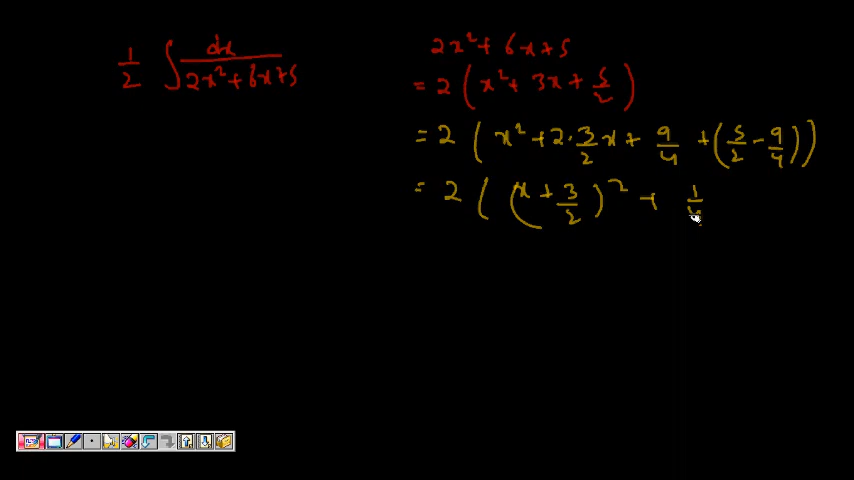 1/2 ∫ dx / 2x² + 6x + 5
2x² + 6x + 5
= 2 ( x² + 3x + 5/2 )
= 2 ( x² + 2 · 3/2 x + 9/4 + ( 5/2 - 9/4 ) )
= 2 ( ( x + 3/2 )² + 1/4